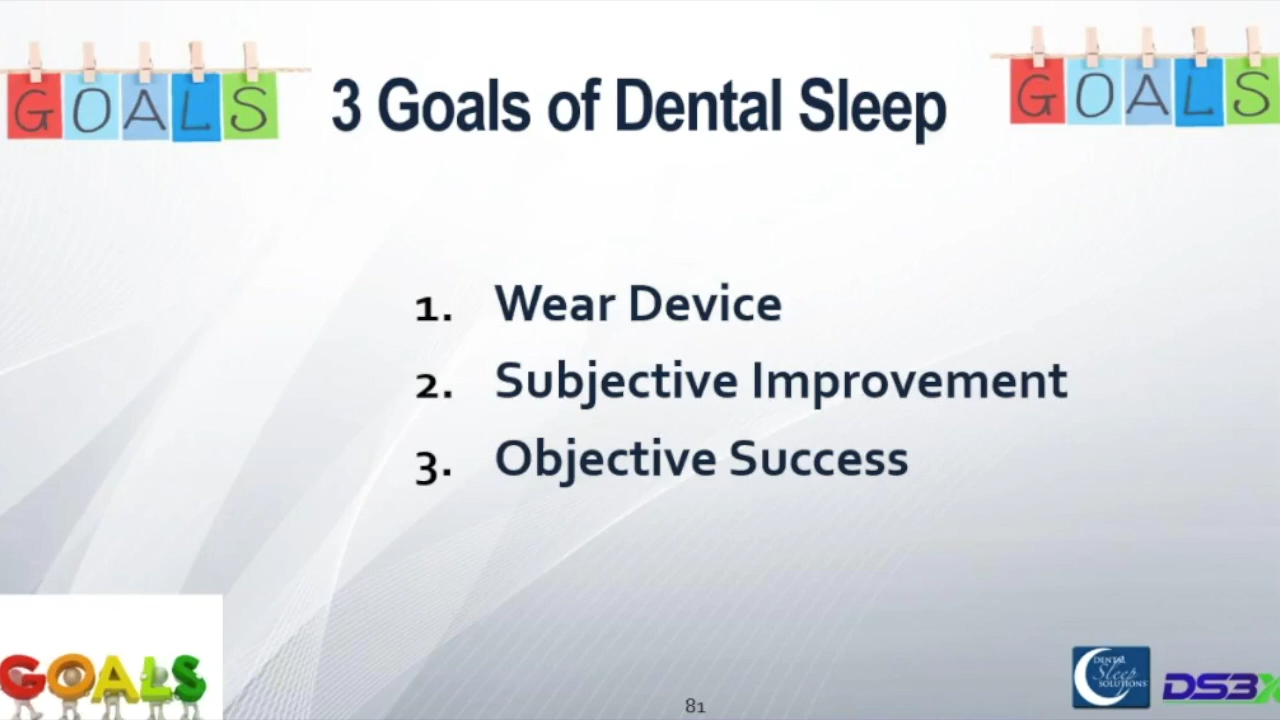 GOALS
3 Goals of Dental Sleep
GOALS
1. Wear Device
2. Subjective Improvement
3. Objective Success
GOALS
81
DENTAL
Sleep
SOLUTIONS
DS3X